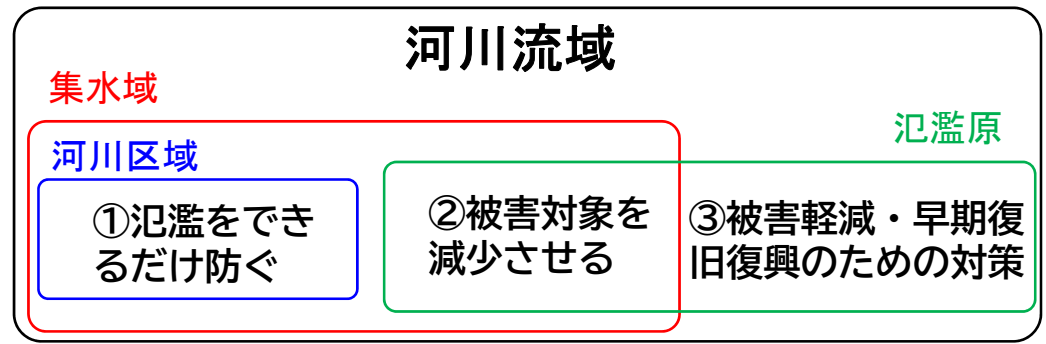 河川流域
集水域
氾濫原
河川区域
①氾濫をでき
るだけ防ぐ
②被害対象を
減少させる
③被害軽減・早期復
旧復興のための対策